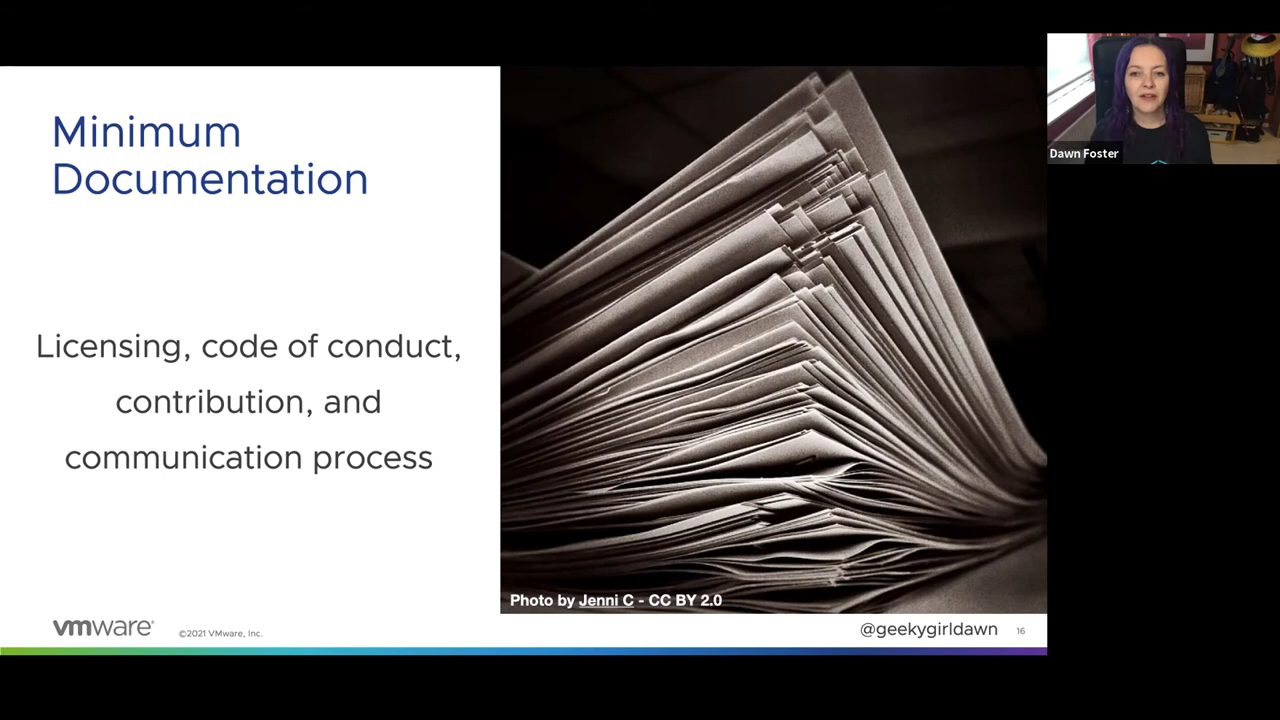 Minimum
Documentation
Licensing, code of conduct,
contribution, and
communication process
Photo by Jenni C - CC BY 2.0
vmware®
©2021 VMware, Inc.
@geekygirldawn
16
Dawn Foster